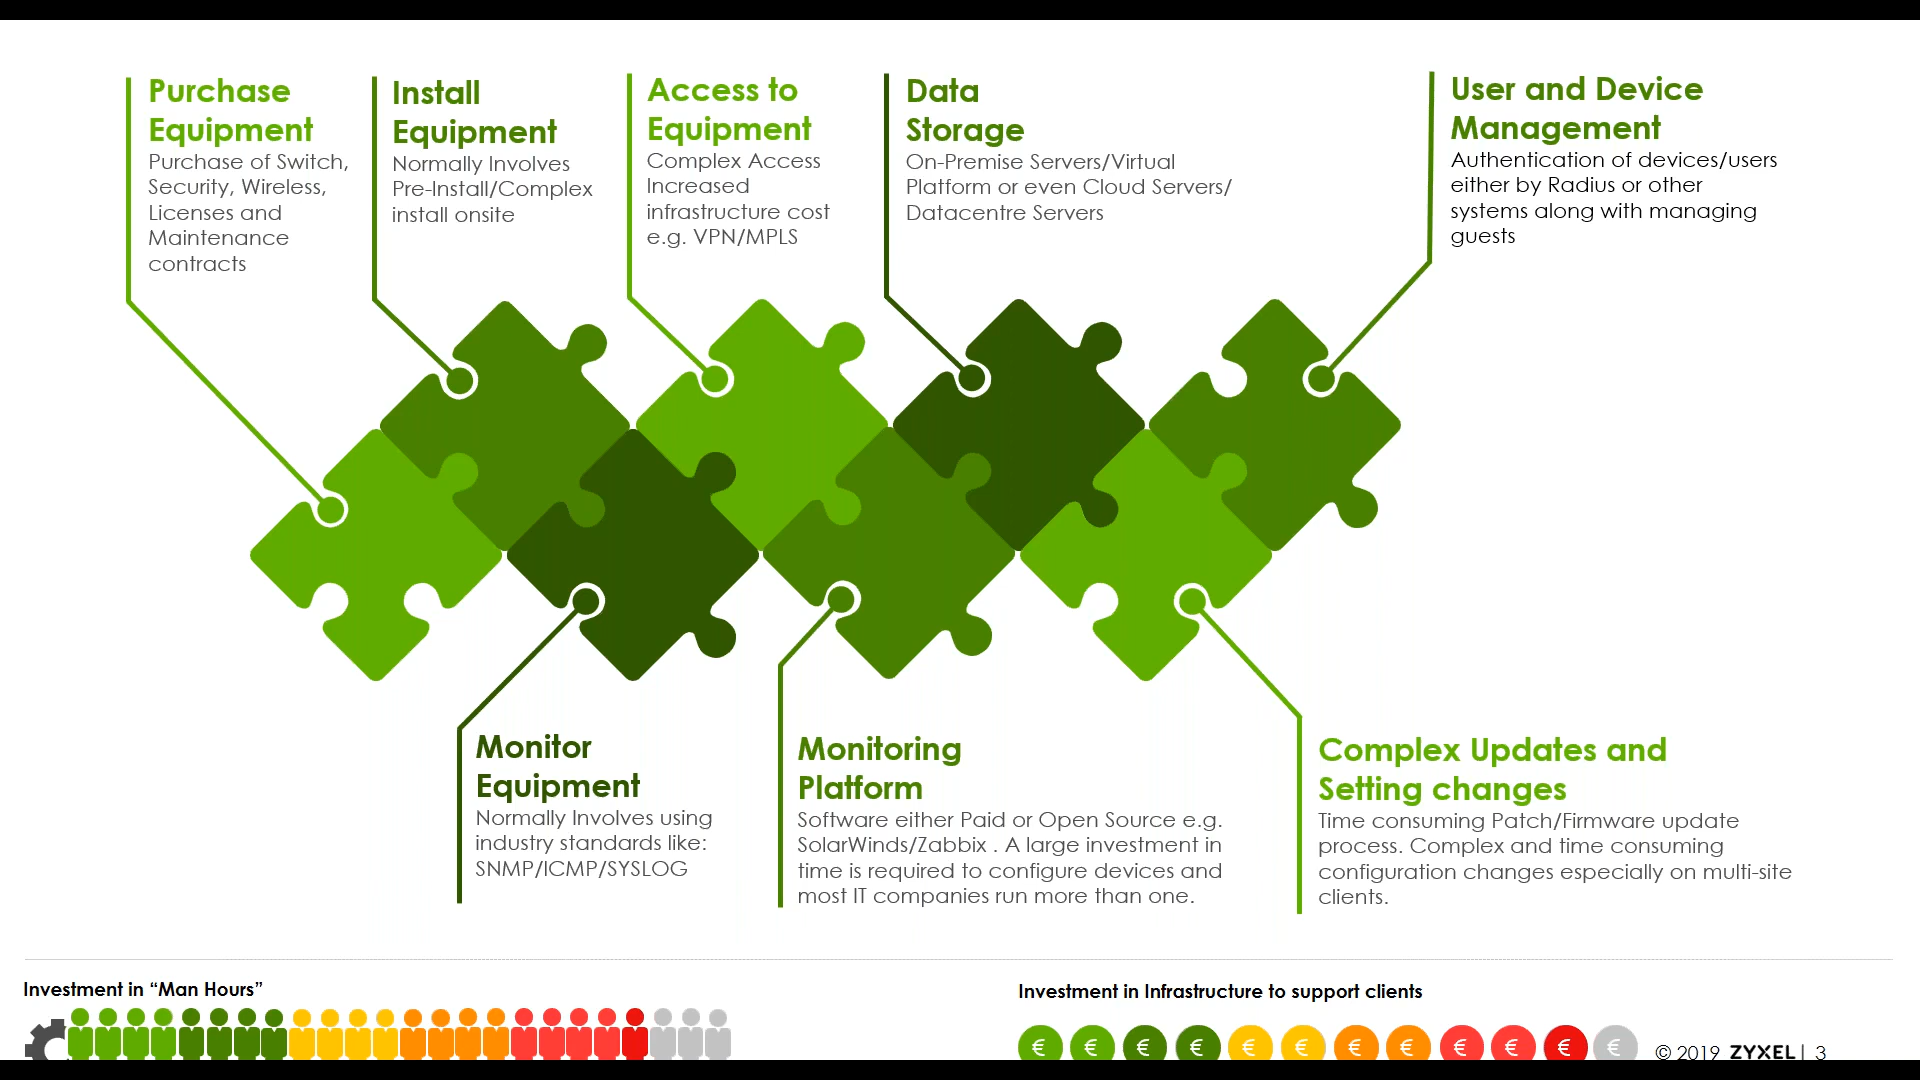 Purchase
Equipment
Purchase of Switch,
Security, Wireless,
Licenses and
Maintenance
contracts
Install
Equipment
Normally Involves
Pre-Install/Complex
install onsite
Access to
Equipment
Complex Access
Increased
infrastructure cost
e.g. VPN/MPLS
Data
Storage
On-Premise Servers/Virtual
Platform or even Cloud Servers/
Datacentre Servers
User and Device
Management
Authentication of devices/users
either by Radius or other
systems along with managing
guests
Monitor
Equipment
Normally Involves using
industry standards like:
SNMP/ICMP/SYSLOG
Monitoring
Platform
Software either Paid or Open Source e.g.
SolarWinds/Zabbix . A large investment in
time is required to configure devices and
most IT companies run more than one.
Complex Updates and
Setting changes
Time consuming Patch/Firmware update
process. Complex and time consuming
configuration changes especially on multi-site
clients.
Investment in “Man Hours”
Investment in Infrastructure to support clients
€ € € € € € € € € € € €
© 2019 ZYXEL | 3